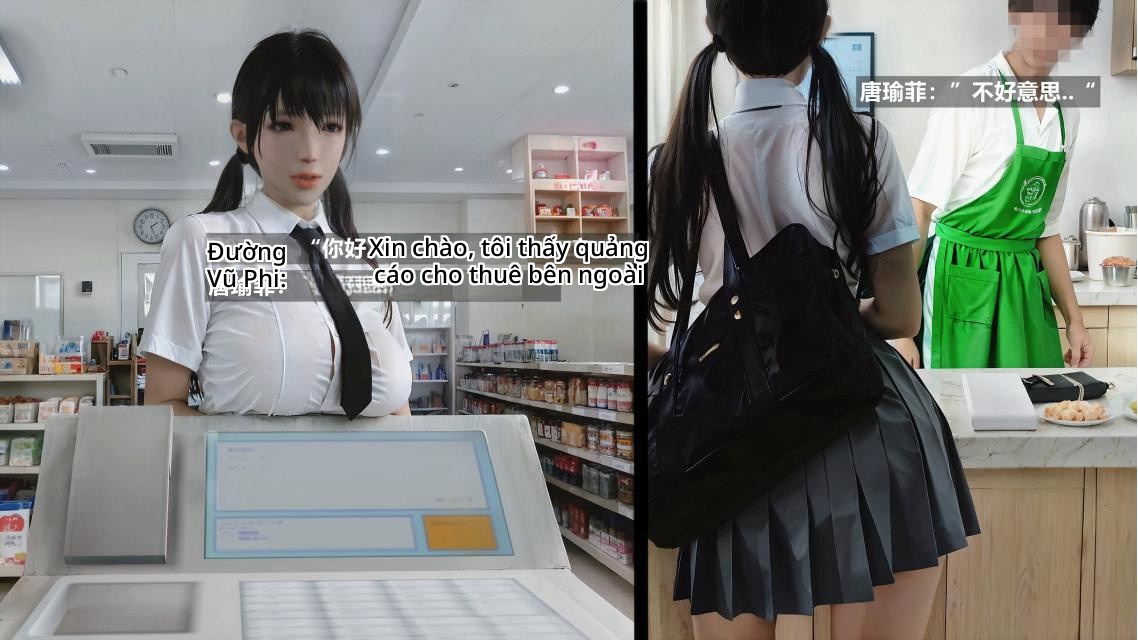 Đường
Vũ Phi:
“你好
Xin chào, tôi thấy quảng
cáo cho thuê bên ngoài
唐瑜菲：”不好意思..“